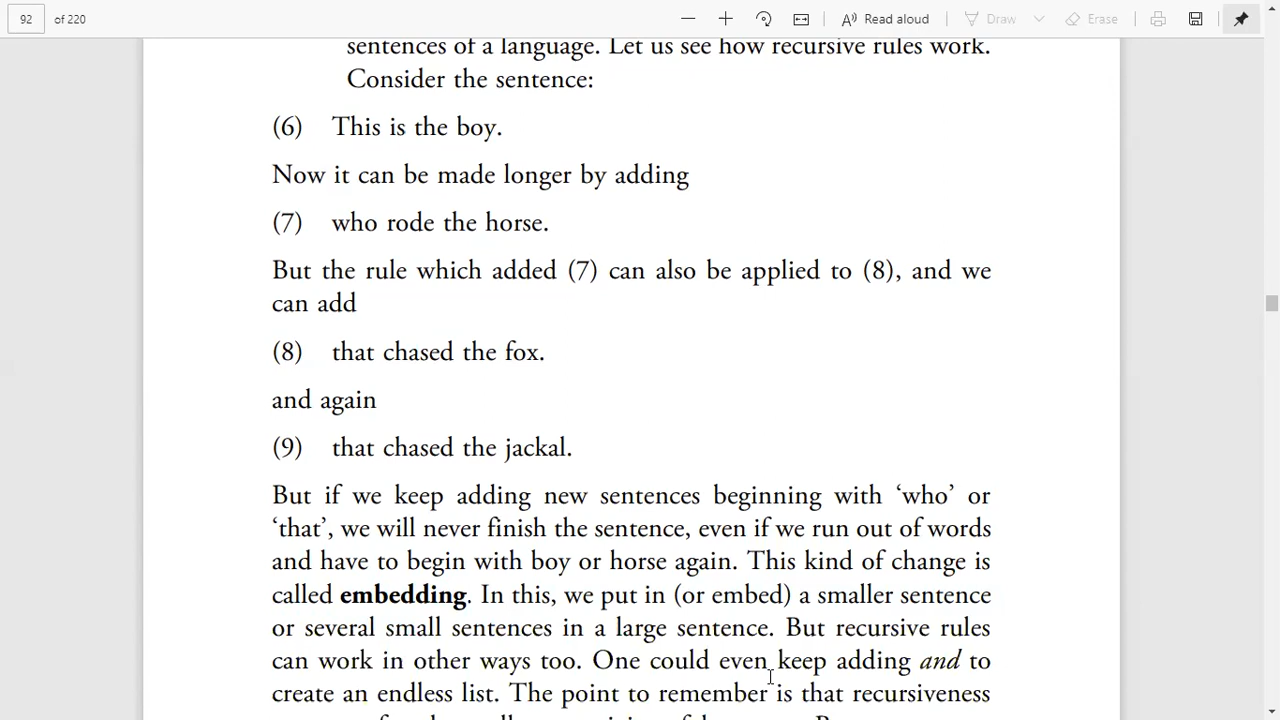 92 of 220 Read aloud Draw Erase
sentences of a language. Let us see how recursive rules work.
Consider the sentence:
(6) This is the boy.
Now it can be made longer by adding
(7) who rode the horse.
But the rule which added (7) can also be applied to (8), and we
can add
(8) that chased the fox.
and again
(9) that chased the jackal.
But if we keep adding new sentences beginning with ‘who’ or
‘that’, we will never finish the sentence, even if we run out of words
and have to begin with boy or horse again. This kind of change is
called embedding. In this, we put in (or embed) a smaller sentence
or several small sentences in a large sentence. But recursive rules
can work in other ways too. One could even keep adding and to
create an endless list. The point to remember is that recursiveness